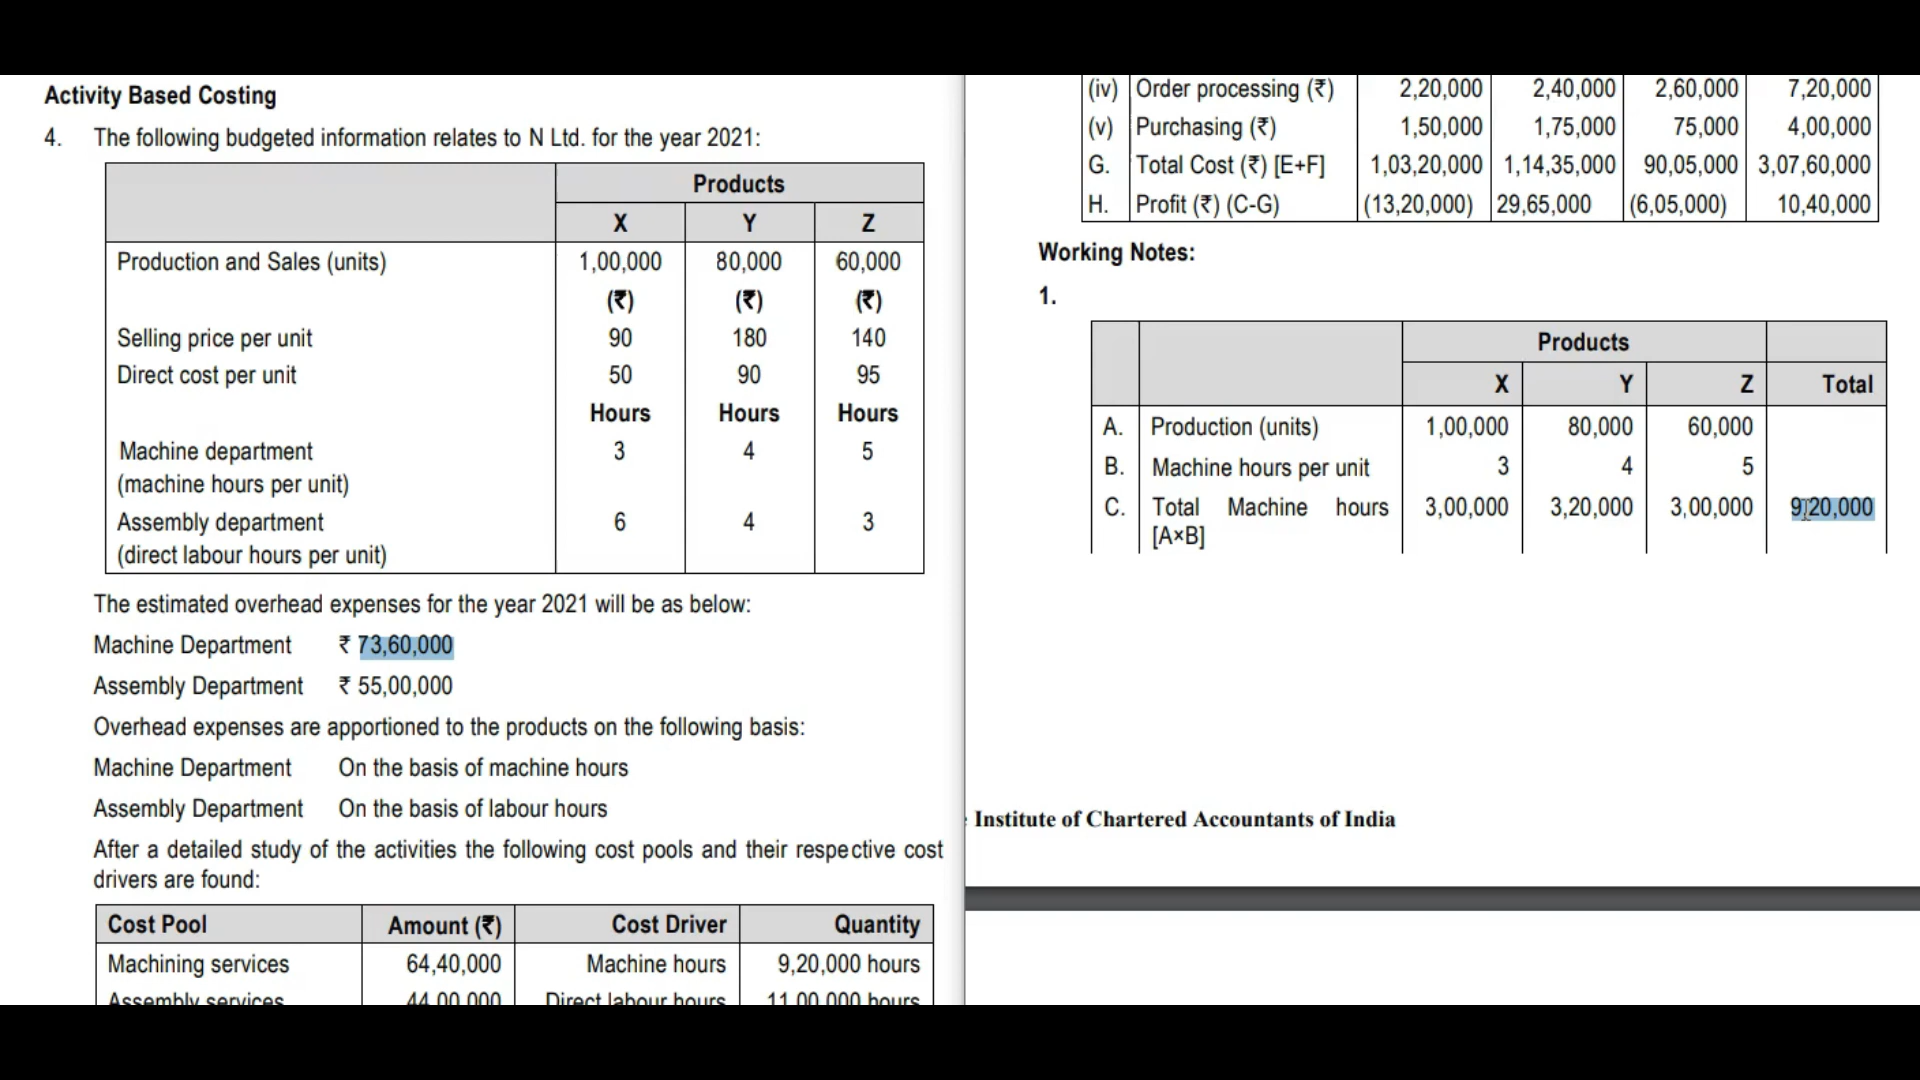 Activity Based Costing
4. The following budgeted information relates to N Ltd. for the year 2021:
Products
X Y Z
Production and Sales (units) 1,00,000 80,000 60,000
(₹) (₹) (₹)
Selling price per unit 90 180 140
Direct cost per unit 50 90 95
Hours Hours Hours
Machine department 3 4 5
(machine hours per unit)
Assembly department 6 4 3
(direct labour hours per unit)
The estimated overhead expenses for the year 2021 will be as below:
Machine Department ₹ 73,60,000
Assembly Department ₹ 55,00,000
Overhead expenses are apportioned to the products on the following basis:
Machine Department On the basis of machine hours
Assembly Department On the basis of labour hours
After a detailed study of the activities the following cost pools and their respective cost
drivers are found:
Cost Pool Amount (₹) Cost Driver Quantity
Machining services 64,40,000 Machine hours 9,20,000 hours
Assembly services 44,00,000 Direct labour hours 11,00,000 hours
(iv) Order processing (₹) 2,20,000 2,40,000 2,60,000 7,20,000
(v) Purchasing (₹) 1,50,000 1,75,000 75,000 4,00,000
G. Total Cost (₹) [E+F] 1,03,20,000 1,14,35,000 90,05,000 3,07,60,000
H. Profit (₹) (C-G) (13,20,000) 29,65,000 (6,05,000) 10,40,000
Working Notes:
1.
Products
X Y Z Total
A. Production (units) 1,00,000 80,000 60,000
B. Machine hours per unit 3 4 5
C. Total Machine hours 3,00,000 3,20,000 3,00,000 9,20,000
[A×B]
Institute of Chartered Accountants of India